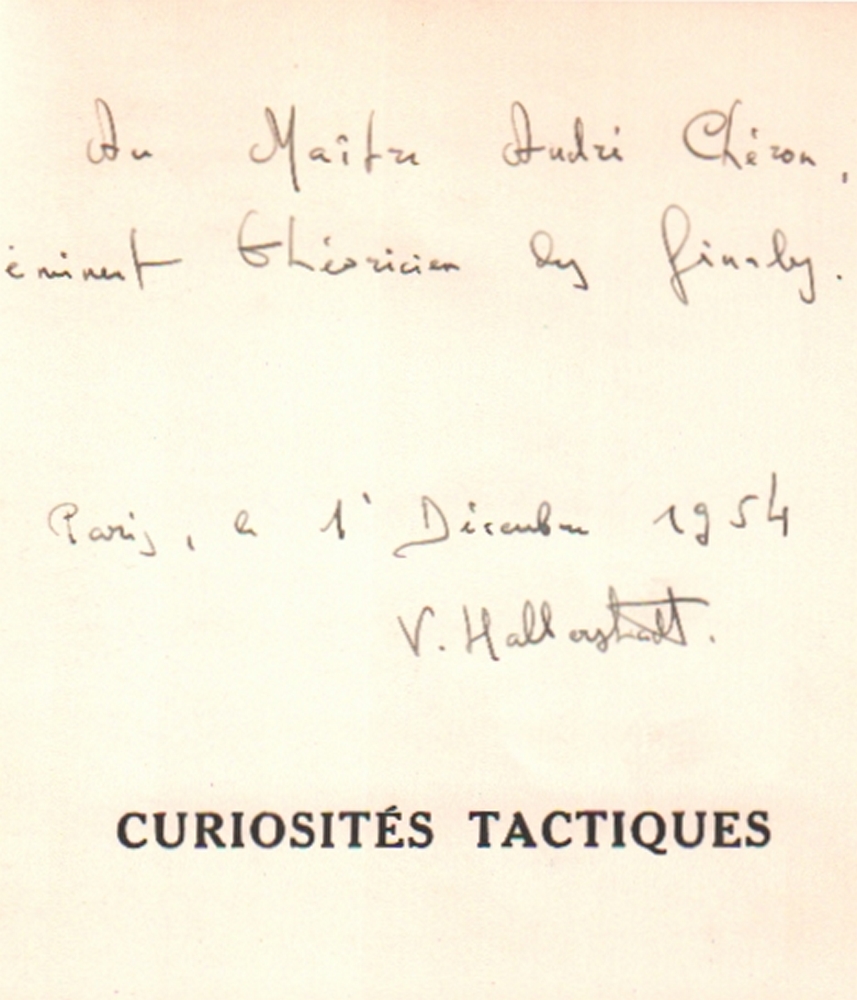 Au Maître André Chéron,
éminent théoricien des finales.
Paris, le 1er Décembre 1954
V. Halberstadt.
CURIOSITÉS TACTIQUES